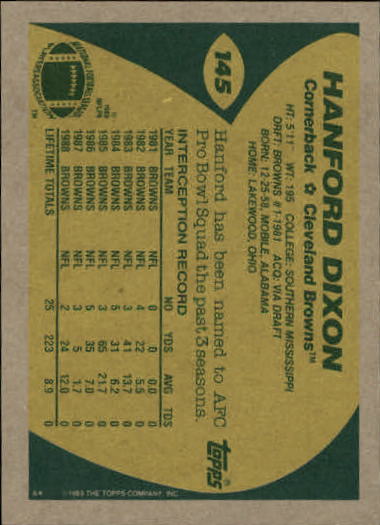 145
HANFORD DIXON
Cornerback ✩ Cleveland Browns™
HT: 5'11" WT: 195 COLLEGE: SOUTHERN MISSISSIPPI
DRFT: BROWNS #1-1981 ACQ: VIA DRAFT
BORN: 12-25-58, MOBILE, ALABAMA
HOME: LAKEWOOD, OHIO
Hanford has been named to AFC
Pro Bowl Squad the past 3 seasons.
topps
INTERCEPTION RECORD
YEAR TEAM NO YDS AVG TDS
1981 BROWNS NFL 0 0 0.0 0
1982 BROWNS NFL 4 22 5.5 0
1983 BROWNS NFL 3 41 13.7 0
1984 BROWNS NFL 5 31 6.2 0
1985 BROWNS NFL 3 65 21.7 0
1986 BROWNS NFL 5 35 7.0 0
1987 BROWNS NFL 3 5 1.7 0
1988 BROWNS NFL 2 24 12.0 0
LIFETIME TOTALS 25 223 8.9 0
NATIONAL FOOTBALL LEAGUE
PLAYERS ASSOCIATION
©1989 THE TOPPS COMPANY, INC.